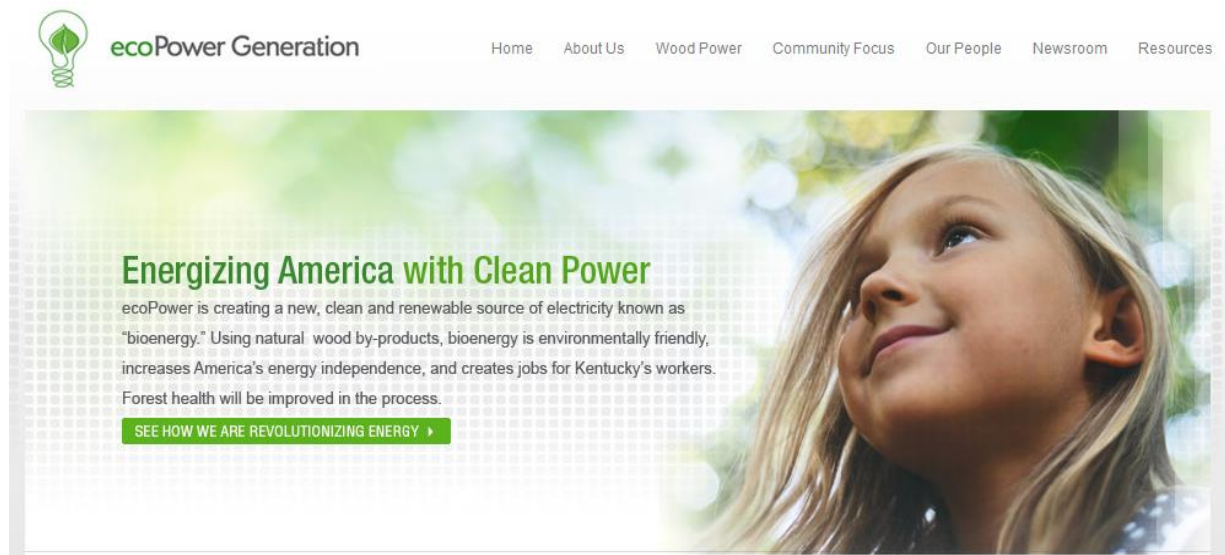 ecoPower Generation
Home About Us Wood Power Community Focus Our People Newsroom Resources
Energizing America with Clean Power
ecoPower is creating a new, clean and renewable source of electricity known as
“bioenergy.” Using natural wood by-products, bioenergy is environmentally friendly,
increases America’s energy independence, and creates jobs for Kentucky’s workers.
Forest health will be improved in the process.
SEE HOW WE ARE REVOLUTIONIZING ENERGY